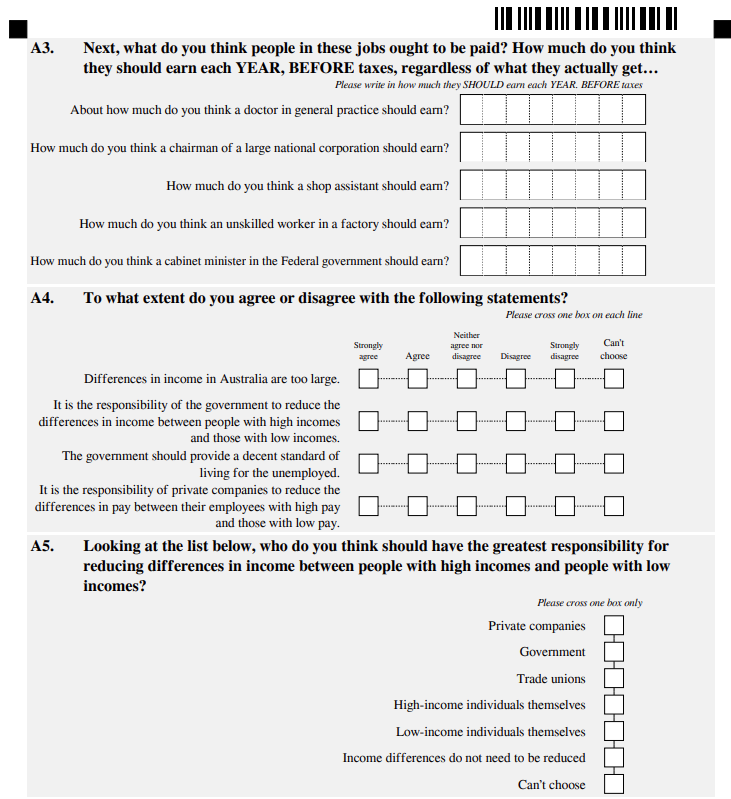 A3. Next, what do you think people in these jobs ought to be paid? How much do you think
they should earn each YEAR, BEFORE taxes, regardless of what they actually get…
Please write in how much they SHOULD earn each YEAR, BEFORE taxes
About how much do you think a doctor in general practice should earn?
How much do you think a chairman of a large national corporation should earn?
How much do you think a shop assistant should earn?
How much do you think an unskilled worker in a factory should earn?
How much do you think a cabinet minister in the Federal government should earn?
A4. To what extent do you agree or disagree with the following statements?
Please cross one box on each line
Strongly agree
Agree
Neither agree nor disagree
Disagree
Strongly disagree
Can't choose
Differences in income in Australia are too large.
It is the responsibility of the government to reduce the
differences in income between people with high incomes
and those with low incomes.
The government should provide a decent standard of
living for the unemployed.
It is the responsibility of private companies to reduce the
differences in pay between their employees with high pay
and those with low pay.
A5. Looking at the list below, who do you think should have the greatest responsibility for
reducing differences in income between people with high incomes and people with low
incomes?
Please cross one box only
Private companies
Government
Trade unions
High-income individuals themselves
Low-income individuals themselves
Income differences do not need to be reduced
Can't choose